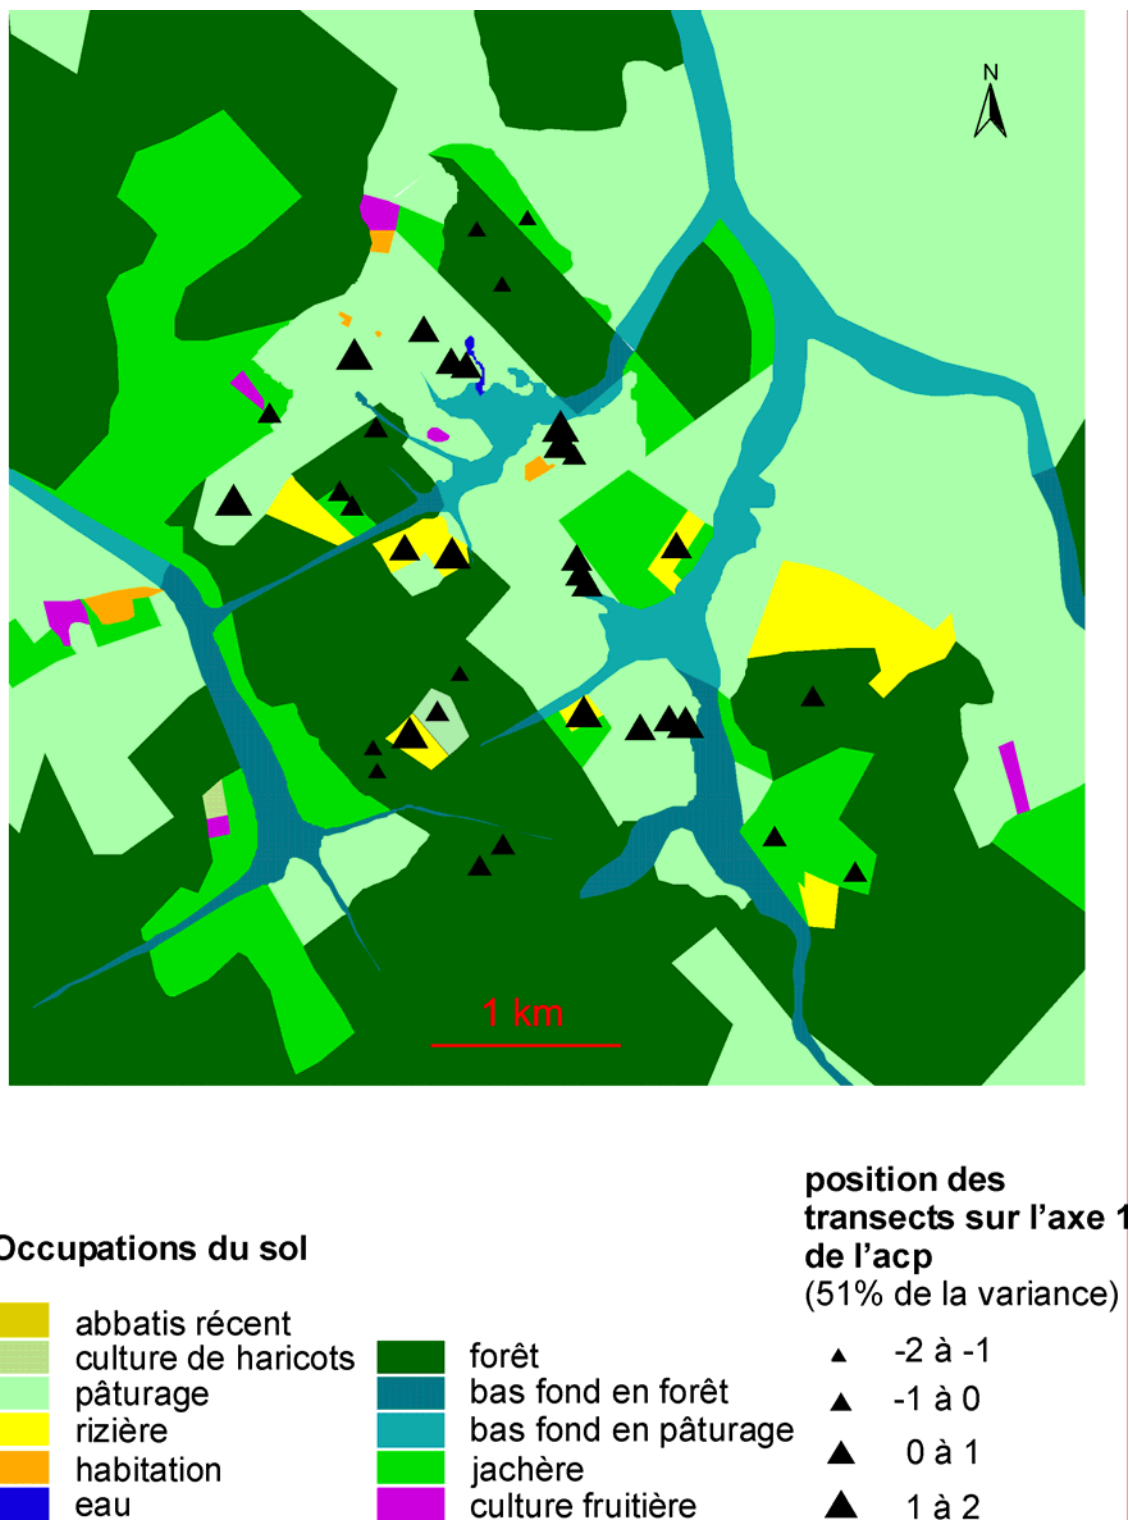 N
1 km
Occupations du sol
abbatis récent
culture de haricots
pâturage
rizière
habitation
eau
forêt
bas fond en forêt
bas fond en pâturage
jachère
culture fruitière
position des
transects sur l'axe 1
de l'acp
(51% de la variance)
-2 à -1
-1 à 0
0 à 1
1 à 2